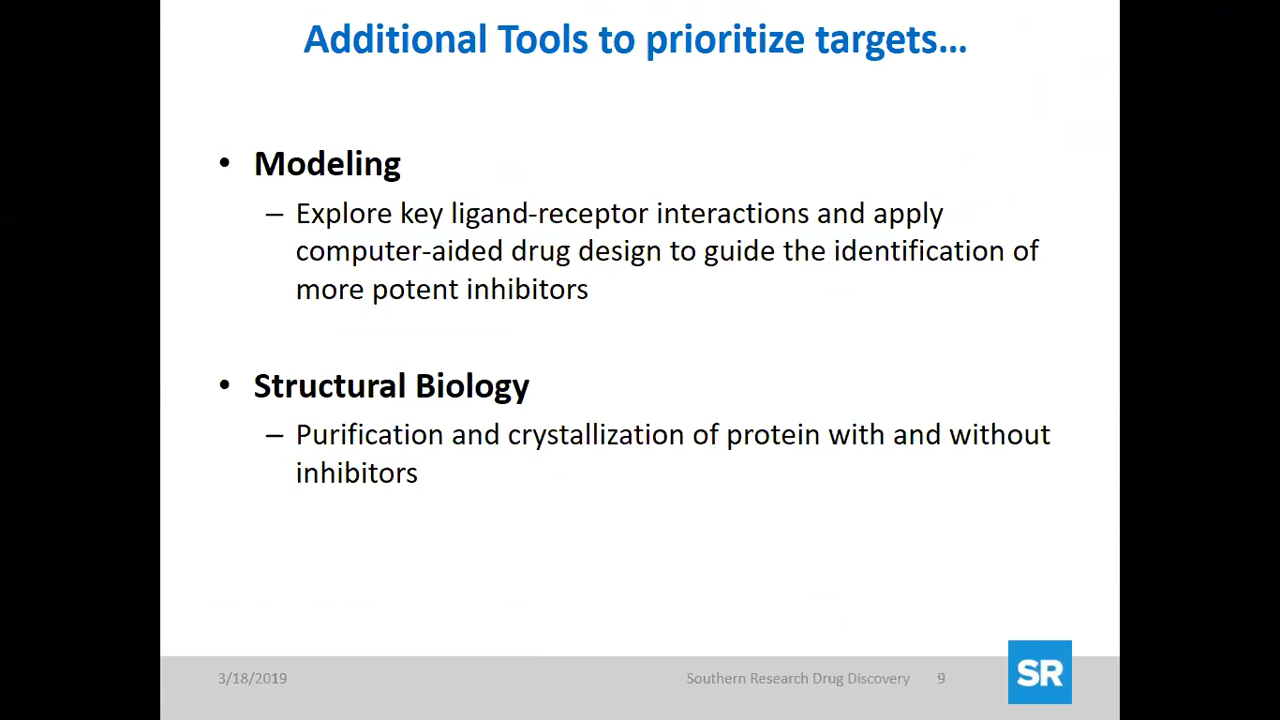 Additional Tools to prioritize targets…
• Modeling
– Explore key ligand-receptor interactions and apply
computer-aided drug design to guide the identification of
more potent inhibitors
• Structural Biology
– Purification and crystallization of protein with and without
inhibitors
3/18/2019
Southern Research Drug Discovery
9
SR